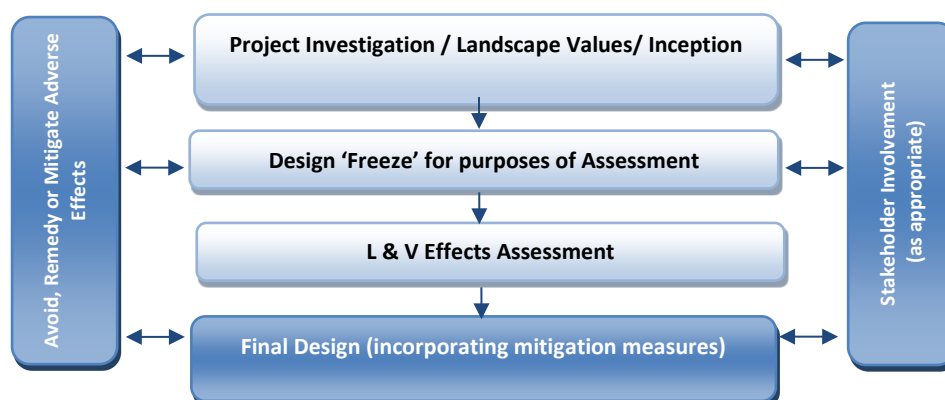 Avoid, Remedy or Mitigate Adverse
Effects
Project Investigation / Landscape Values/ Inception
Design ‘Freeze’ for purposes of Assessment
L & V Effects Assessment
Final Design (incorporating mitigation measures)
Stakeholder Involvement
(as appropriate)